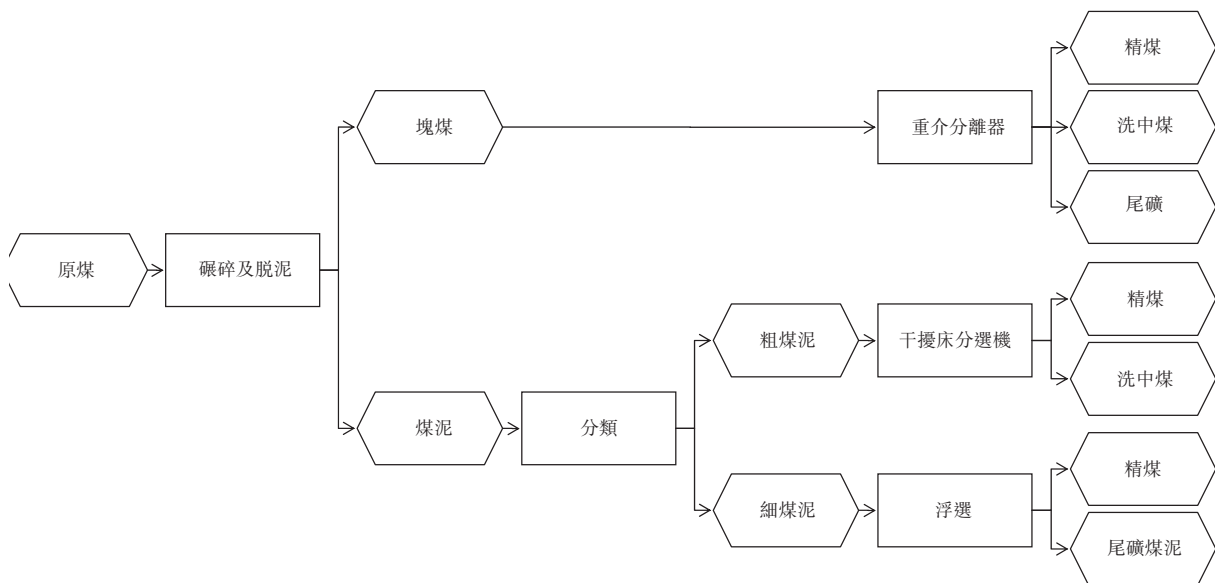 原煤
碾碎及脱泥
塊煤
重介分離器
精煤
洗中煤
尾礦
煤泥
分類
粗煤泥
干擾床分選機
精煤
洗中煤
細煤泥
浮選
精煤
尾礦煤泥